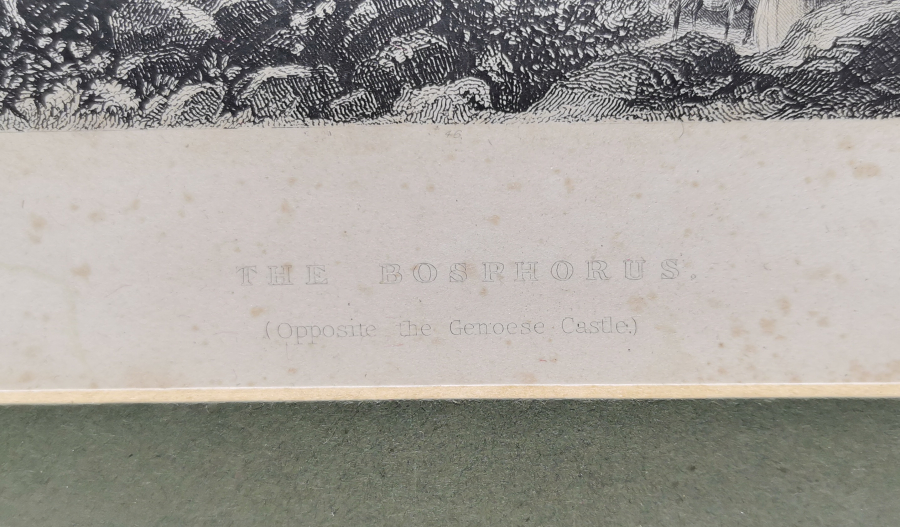 THE BOSPHORUS.
(Opposite the Genoese Castle.)